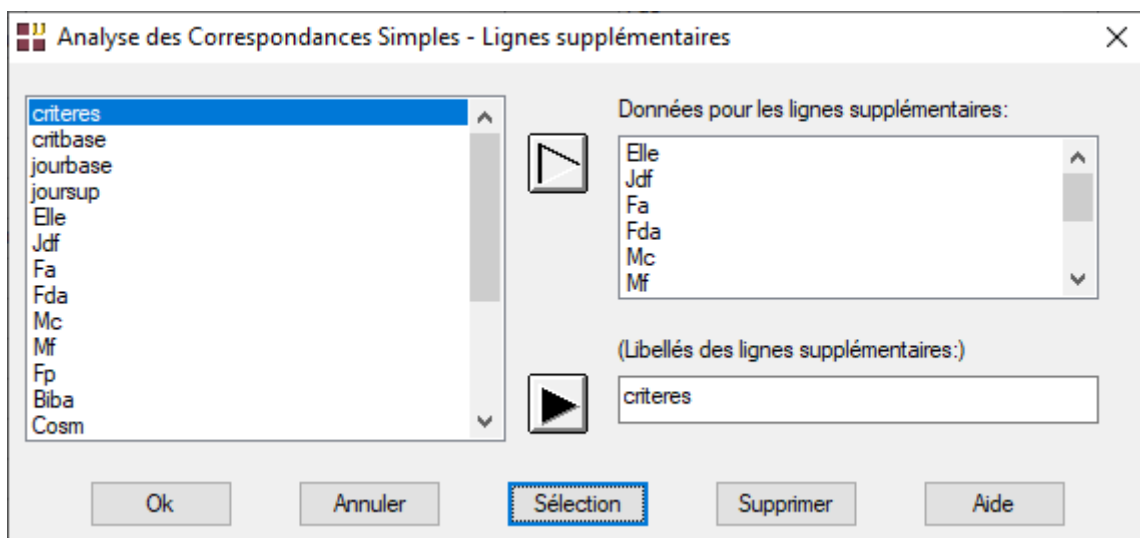 Analyse des Correspondances Simples - Lignes supplémentaires
criteres
critbase
jourbase
joursup
Elle
Jdf
Fa
Fda
Mc
Mf
Fp
Biba
Cosm
Données pour les lignes supplémentaires:
Elle
Jdf
Fa
Fda
Mc
Mf
(Libellés des lignes supplémentaires:)
criteres
Ok
Annuler
Sélection
Supprimer
Aide